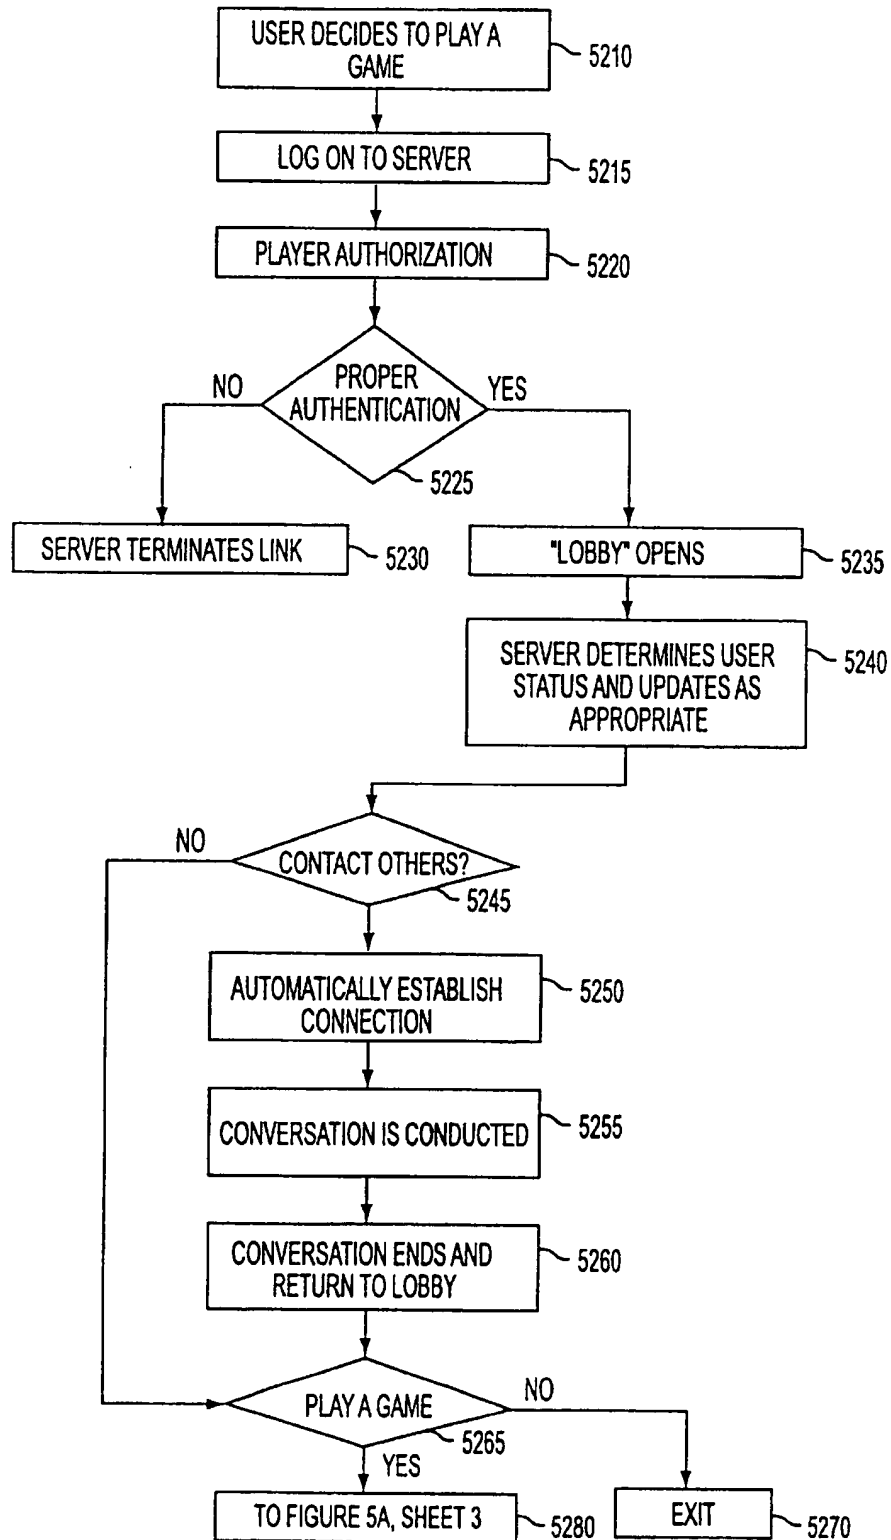 USER DECIDES TO PLAY A
GAME
5210
LOG ON TO SERVER
5215
PLAYER AUTHORIZATION
5220
NO
PROPER
AUTHENTICATION
YES
5225
SERVER TERMINATES LINK
5230
"LOBBY" OPENS
5235
SERVER DETERMINES USER
STATUS AND UPDATES AS
APPROPRIATE
5240
NO
CONTACT OTHERS?
5245
AUTOMATICALLY ESTABLISH
CONNECTION
5250
CONVERSATION IS CONDUCTED
5255
CONVERSATION ENDS AND
RETURN TO LOBBY
5260
PLAY A GAME
NO
5265
YES
TO FIGURE 5A, SHEET 3
5280
EXIT
5270